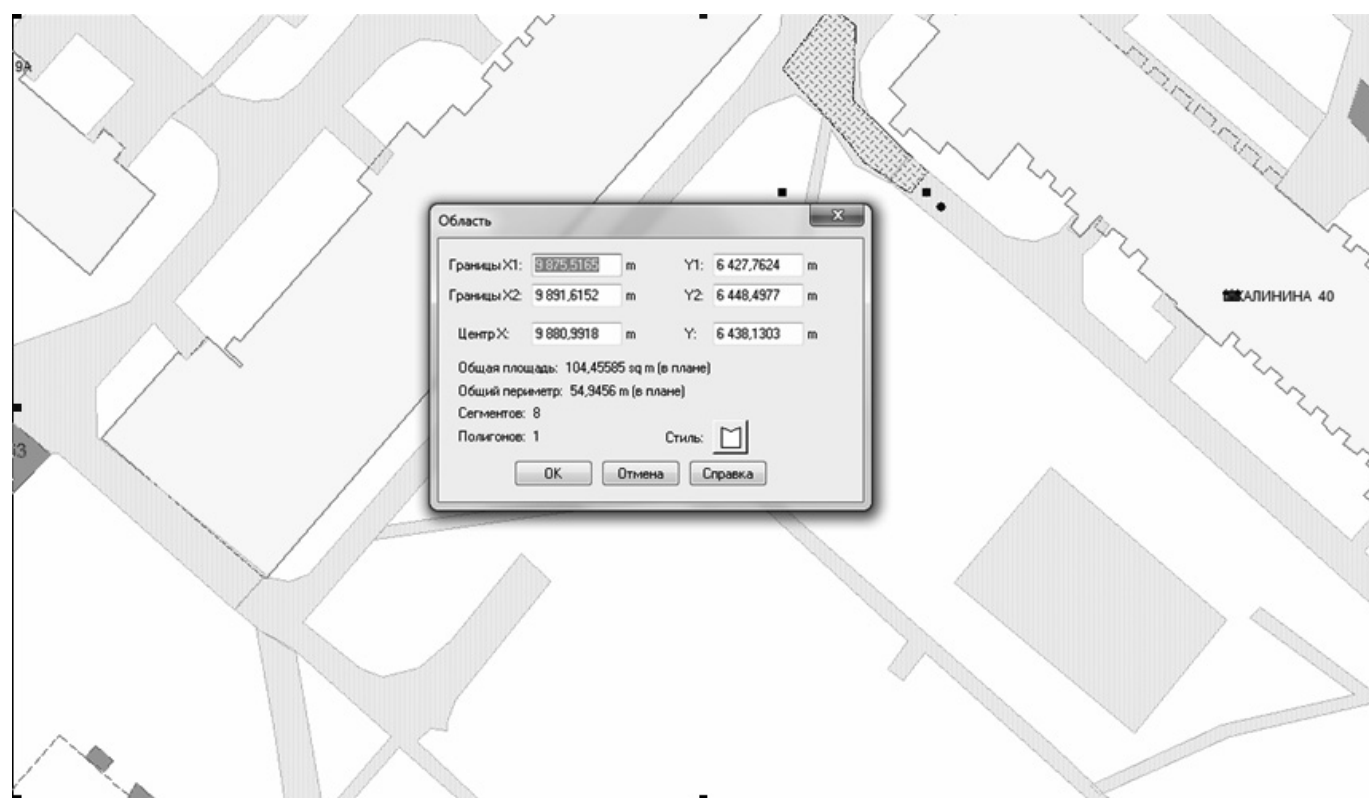 9А
Область
X
Границы X1: 9 875,5165 m Y1: 6 427,7624 m
Границы X2: 9 891,6152 m Y2: 6 448,4977 m
КАЛИНИНА 40
Центр X: 9 880,9918 m Y: 6 438,1303 m
Общая площадь: 104,45585 sq m (в плане)
Общий периметр: 54,9456 m (в плане)
Сегментов: 8
Полигонов: 1 Стиль:
53
OK Отмена Справка